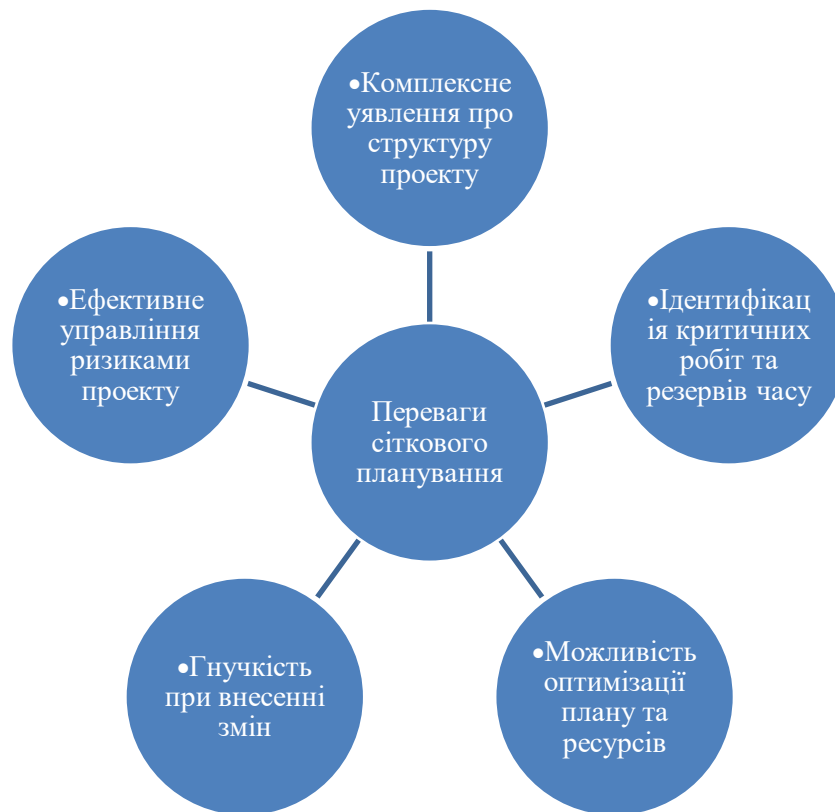 •Комплексне
уявлення про
структуру
проекту
•Ефективне
управління
ризиками
проекту
•Ідентифікац
ія критичних
робіт та
резервів часу
Переваги
сіткового
планування
•Гнучкість
при внесенні
змін
•Можливість
оптимізації
плану та
ресурсів